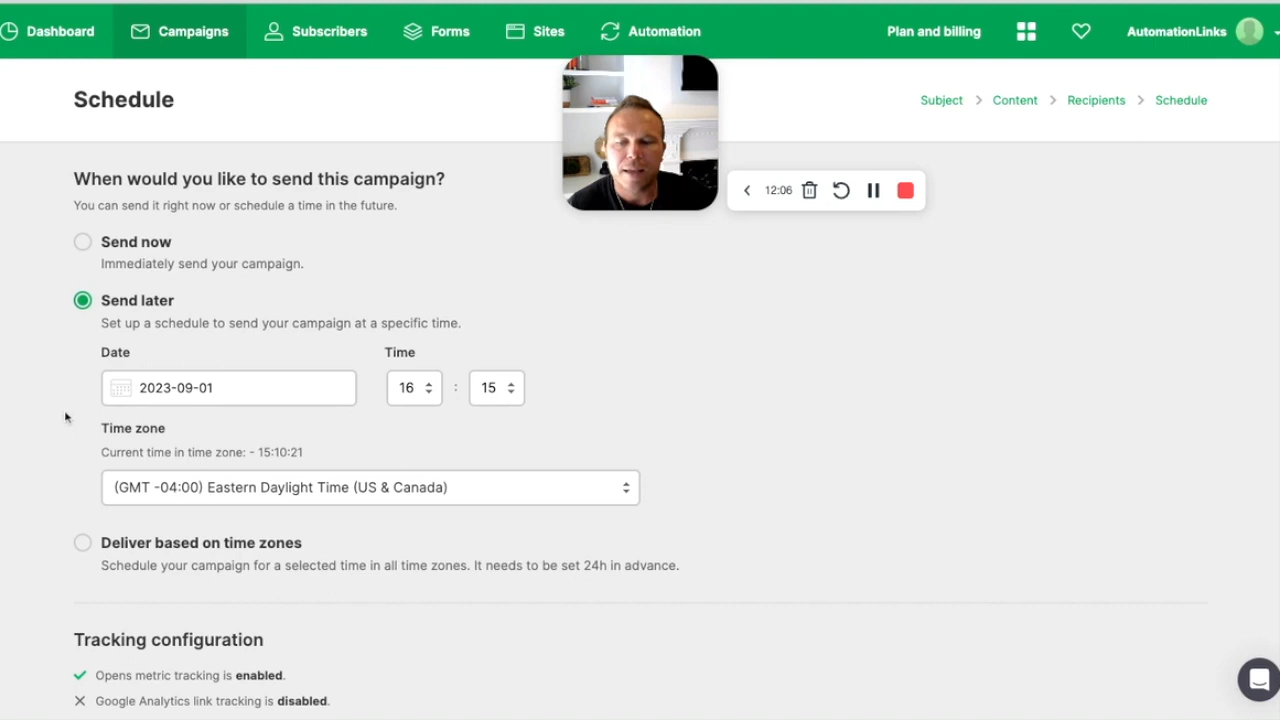 Dashboard
Campaigns
Subscribers
Forms
Sites
Automation
Plan and billing
AutomationLinks
Schedule
Subject
Content
Recipients
Schedule
12:06
When would you like to send this campaign?
You can send it right now or schedule a time in the future.
Send now
Immediately send your campaign.
Send later
Set up a schedule to send your campaign at a specific time.
Date
Time
2023-09-01
16 : 15
Time zone
Current time in time zone: - 15:10:21
(GMT -04:00) Eastern Daylight Time (US & Canada)
Deliver based on time zones
Schedule your campaign for a selected time in all time zones. It needs to be set 24h in advance.
Tracking configuration
Opens metric tracking is enabled.
Google Analytics link tracking is disabled.